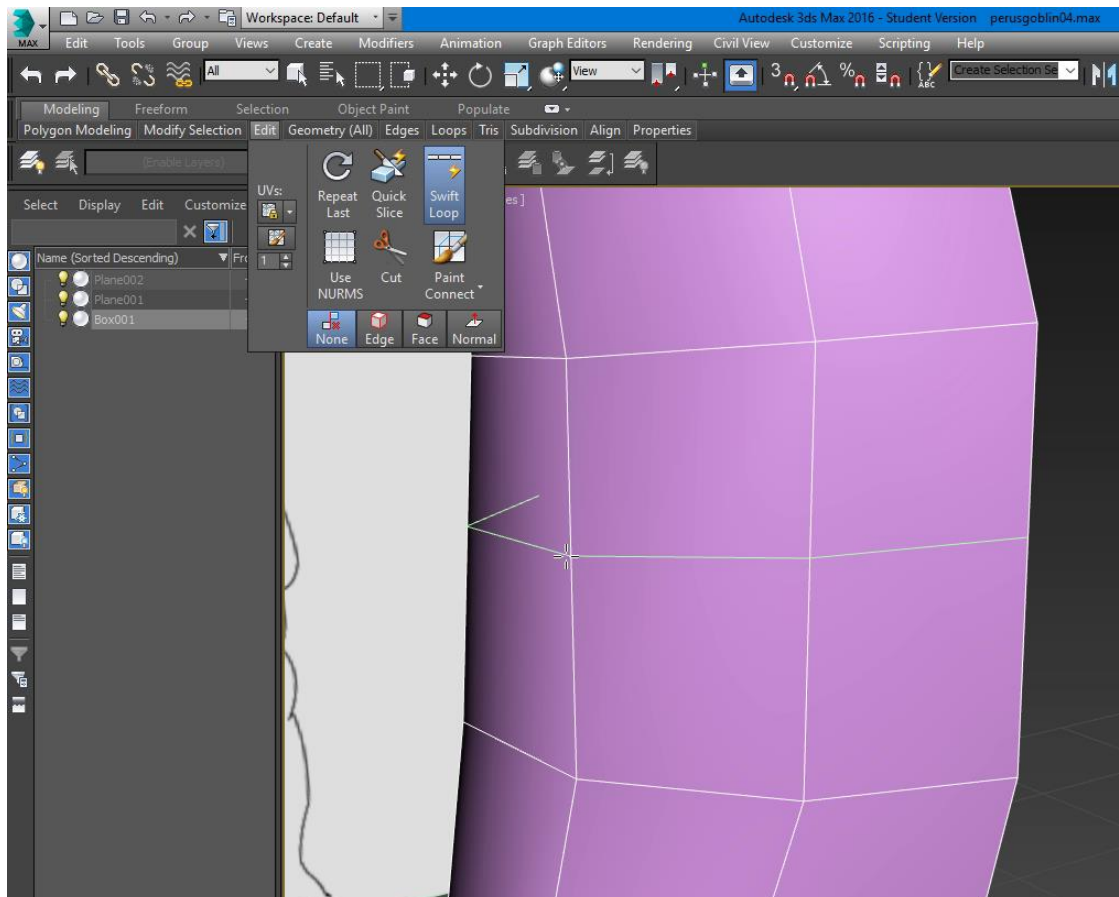 Workspace: Default
Autodesk 3ds Max 2016 - Student Version perusgoblin04.max
MAX
Edit Tools Group Views Create Modifiers Animation Graph Editors Rendering Civil View Customize Scripting Help
All
View
3
%
ABC
Create Selection Se
Modeling Freeform Selection Object Paint Populate
Polygon Modeling Modify Selection Edit Geometry (All) Edges Loops Tris Subdivision Align Properties
(Enable Layers)
UVs:
1
Repeat Last
Quick Slice
Swift Loop
Use NURMS
Cut
Paint Connect
None Edge Face Normal
es ]
Select Display Edit Customize
Name (Sorted Descending)
Plane002
Plane001
Box001